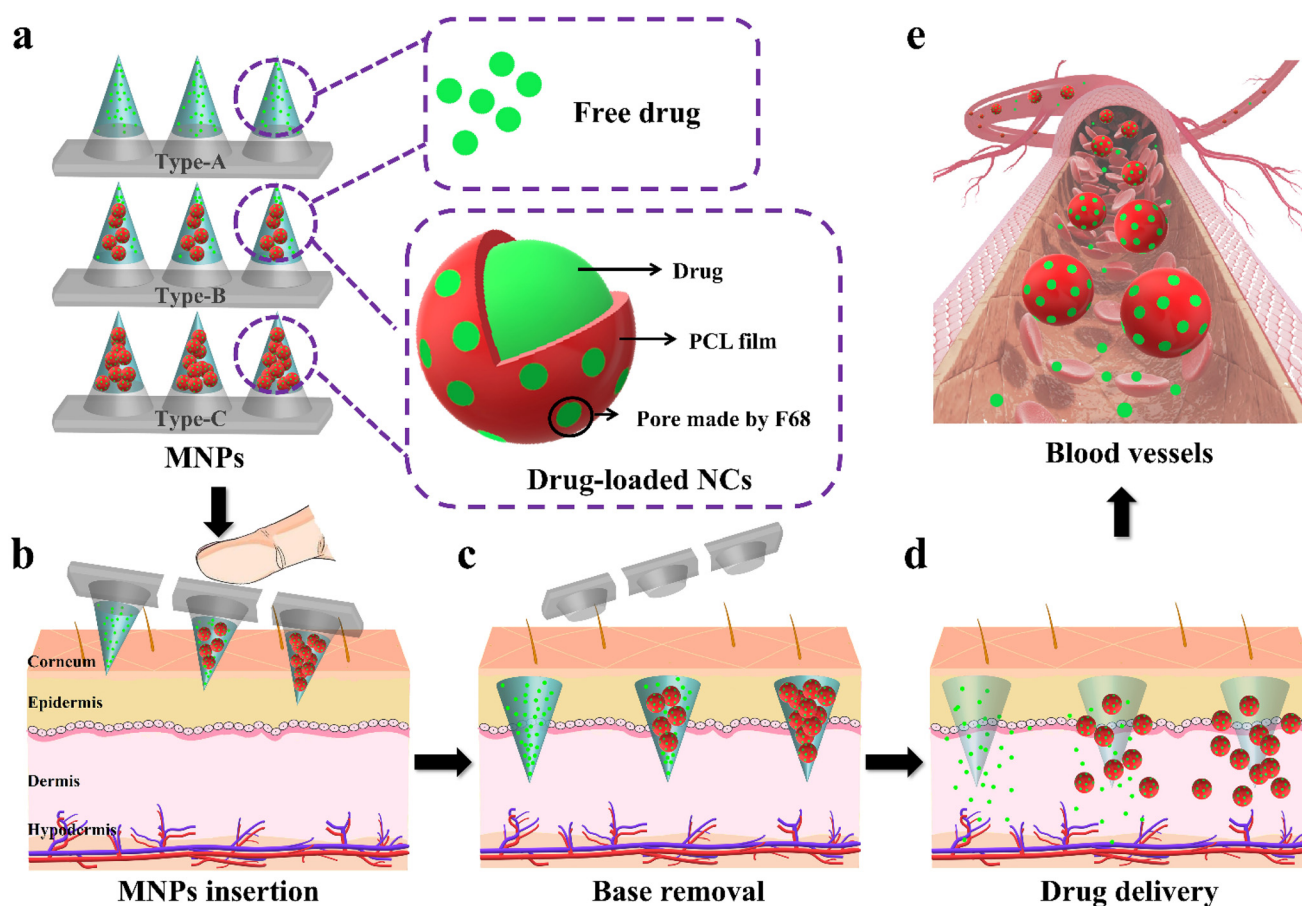 a
Type-A
Type-B
Type-C
MNPs
Free drug
Drug
PCL film
Pore made by F68
Drug-loaded NCs
e
Blood vessels
b
Corneum
Epidermis
Dermis
Hypodermis
MNPs insertion
c
Base removal
d
Drug delivery